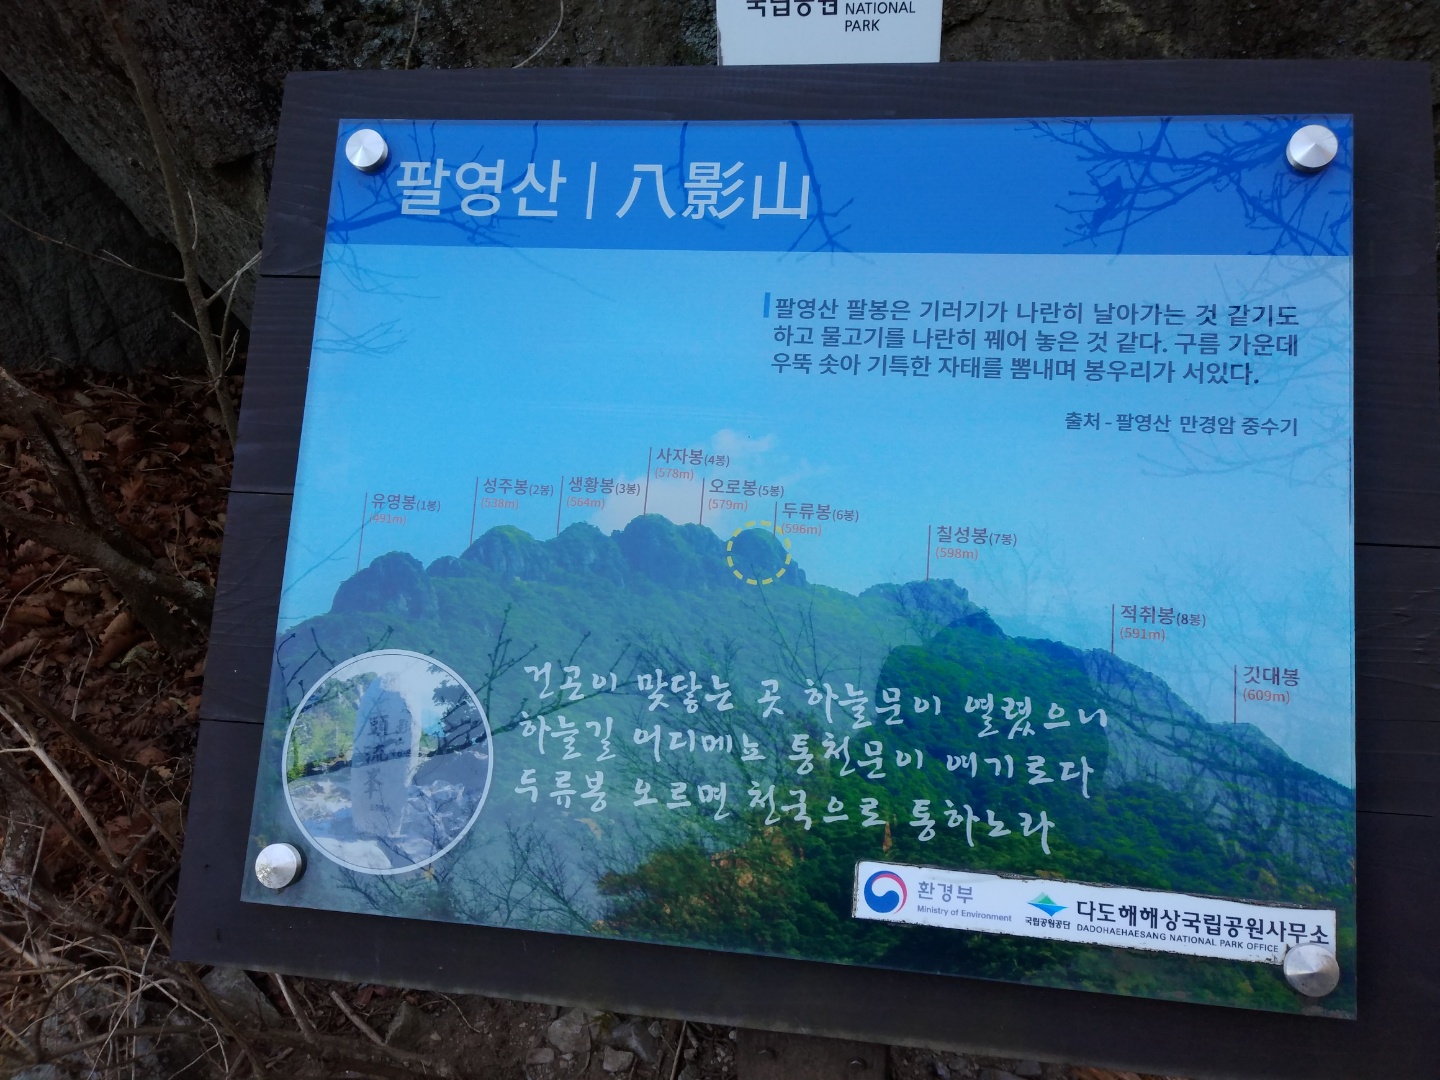 국립공원 NATIONAL
PARK
팔영산 | 八影山
팔영산 팔봉은 기러기가 나란히 날아가는 것 같기도
하고 물고기를 나란히 꿰어 놓은 것 같다. 구름 가운데
우뚝 솟아 기특한 자태를 뽐내며 봉우리가 서있다.
출처 - 팔영산 만경암 중수기
유영봉(1봉)
(491m)
성주봉(2봉)
(538m)
생황봉(3봉)
(564m)
사자봉(4봉)
(578m)
오로봉(5봉)
(579m)
두류봉(6봉)
(596m)
칠성봉(7봉)
(598m)
적취봉(8봉)
(591m)
깃대봉
(609m)
건곤이 맞닿는 곳 하늘문이 열렸으니
하늘길 어디메뇨 통천문이 여기로다
두류봉 오르면 천국으로 통하노라
頭流峯
환경부
Ministry of Environment
국립공원공단
다도해해상국립공원사무소
DADOHAEHAESANG NATIONAL PARK OFFICE